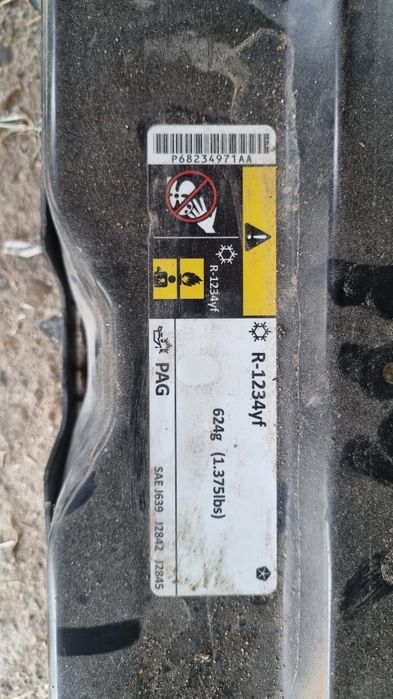 P68234971AA
R-1234yf
R-1234yf
624g (1.375lbs)
PAG
SAE J639 J2842 J2845